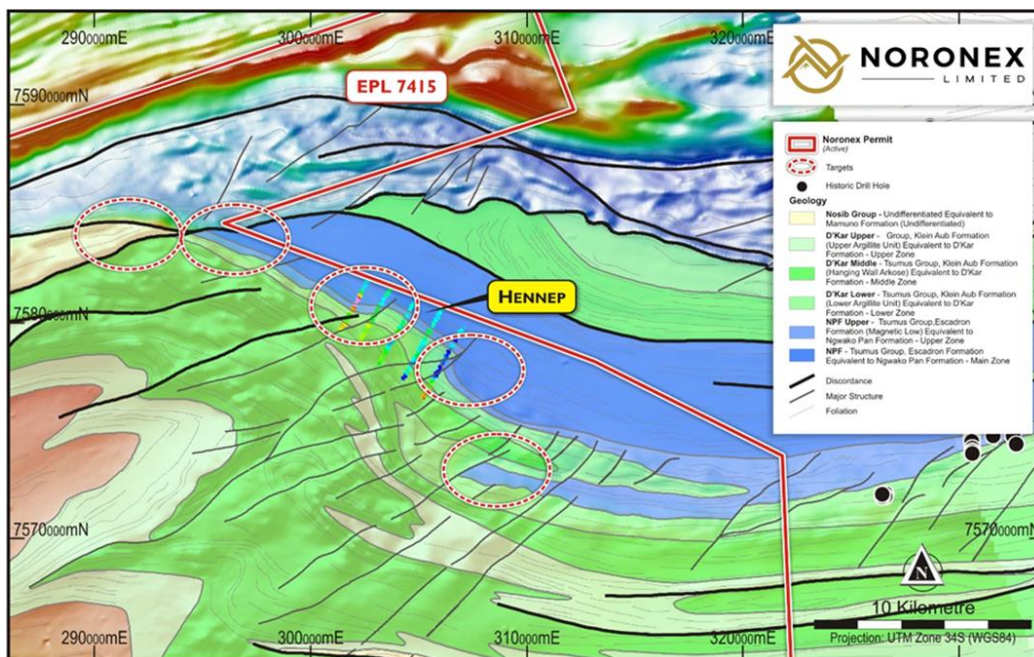 290000mE
300000mE
310000mE
320000mE
NORONEX
LIMITED
EPL 7415
7590000mN
Noronex Permit
(Active)
Targets
Historic Drill Hole
Geology
Nosib Group - Undifferentiated Equivalent to
Mamuno Formation (Undifferentiated)
D'Kar Upper - Group, Klein Aub Formation
(Upper Argillite Unit) Equivalent to D'Kar
Formation - Upper Zone
D'Kar Middle - Tsumus Group, Klein Aub Formation
(Hanging Wall Arkose) Equivalent to D'Kar
Formation - Middle Zone
D'Kar Lower - Tsumus Group, Klein Aub Formation
(Lower Argillite Unit) Equivalent to D'Kar
Formation - Lower Zone
NPF Upper - Tsumus Group,Escadron
Formation (Magnetic Low) Equivalent to
Ngwako Pan Formation - Upper Zone
NPF - Tsumus Group, Escadron Formation
Equivalent to Ngwako Pan Formation - Main Zone
Discordance
Major Structure
Foliation
HENNEP
7580000mN
7570000mN
7570000mN
N
10 Kilometre
Projection: UTM Zone 34S (WGS84)
290000mE
300000mE
310000mE
320000mE